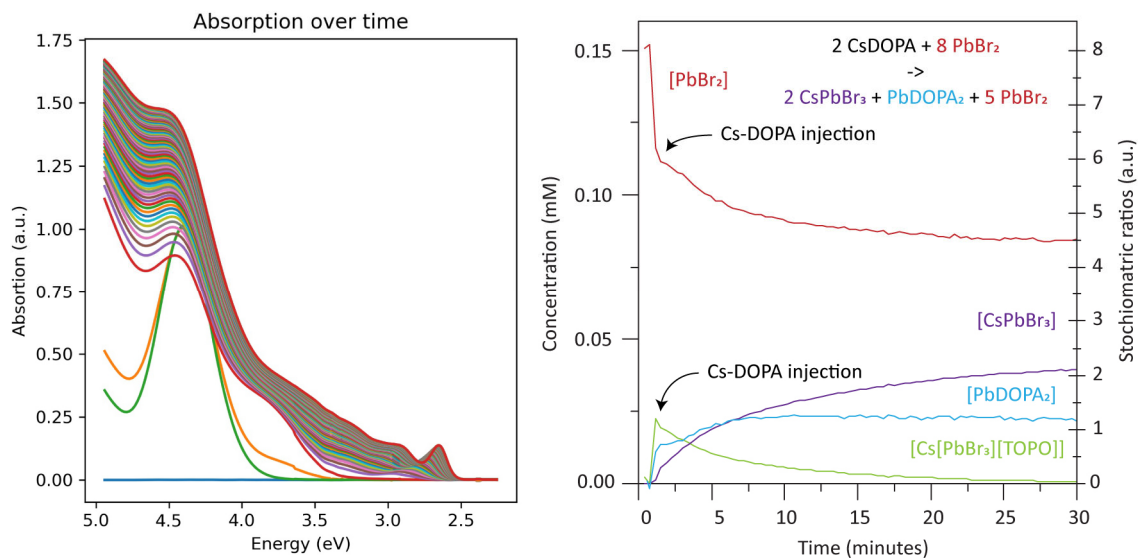 Absorption over time
Absortion (a.u.)
1.75
1.50
1.25
1.00
0.75
0.50
0.25
0.00
5.0 4.5 4.0 3.5 3.0 2.5
Energy (eV)
Concentration (mM)
0.15
0.10
0.05
0.00
2 CsDOPA + 8 PbBr₂
->
2 CsPbBr₃ + PbDOPA₂ + 5 PbBr₂
[PbBr₂]
Cs-DOPA injection
[CsPbBr₃]
Cs-DOPA injection
[PbDOPA₂]
[Cs[PbBr₃][TOPO]]
8
7
6
5
4
3
2
1
0
Stochiomatric ratios (a.u.)
0 5 10 15 20 25 30
Time (minutes)